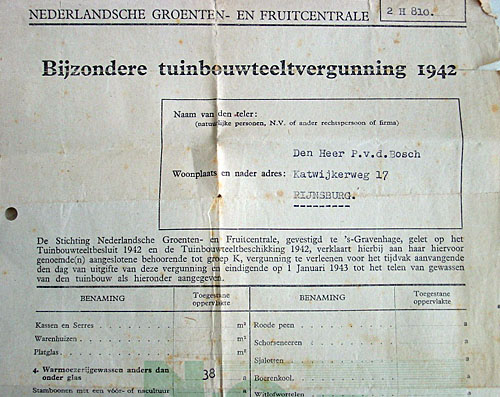 NEDERLANDSCHE GROENTEN- EN FRUITCENTRALE
2 H 810.
Bijzondere tuinbouwteeltvergunning 1942
Naam van den teler:
(natuurlijke personen, N.V. of ander rechtspersoon of firma)
Den Heer P.v.d.Bosch
Woonplaats en nader adres: Katwijkerweg 17
RIJNSBURG.
De Stichting Nederlandsche Groenten- en Fruitcentrale, gevestigd te 's-Gravenhage, gelet op het
Tuinbouwteeltbesluit 1942 en de Tuinbouwteeltbeschikking 1942, verklaart hierbij aan haar hiervor
genoemde(n) aangeslotene behoorende tot groep K, vergunning te verleenen voor het tijdvak aanvangende
den dag van uitgifte van deze vergunning en eindigende op 1 Januari 1943 tot het telen van gewassen
van den tuinbouw als hieronder aangegeven.
BENAMING Toegestane oppervlakte BENAMING Toegestane oppervlakte
Kassen en Serres m² Roode peen a
Warenhuizen m² Schorseneeren a
Platglas m² Sjalotten a
4. Warmoezerijgewassen anders dan
onder glas 38 a Boerenkool a
Stamboonen met een vóór- of nacultuur a Witlofwortelen a